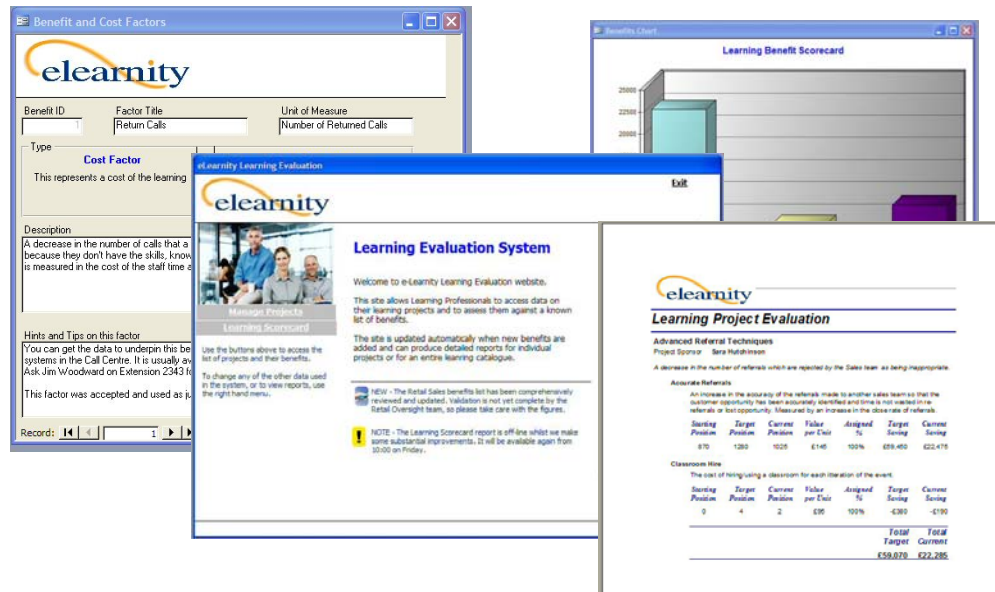 Benefit and Cost Factors
elearnity
Benefit ID Factor Title Unit of Measure
1 Return Calls Number of Returned Calls
Type
Cost Factor
This represents a cost of the learning
Description
A decrease in the number of calls that a
because they don't have the skills, know
is measured in the cost of the staff time a
Hints and Tips on this factor
You can get the data to underpin this be
systems in the Call Centre. It is usually av
Ask Jim Woodward on Extension 2343 fo
This factor was accepted and used as ju
Record: 1
Benefits Chart
Learning Benefit Scorecard
25000
22500
20000
eLearnity Learning Evaluation
elearnity
Exit
Learning Evaluation System
Welcome to e-Learnity Learning Evaluation website.
This site allows Learning Professionals to access data on
their learning projects and to assess them against a known
list of benefits.
The site is updated automatically when new benefits are
added and can produce detailed reports for individual
projects or for an entire learning catalogue.
Manage Projects
Learning Scorecard
Use the buttons above to access the
list of projects and their benefits.
To change any of the other data used
in the system, or to view reports, use
the right hand menu.
NEW - The Retail Sales benefits list has been comprehensively
reviewed and updated. Validation is not yet complete by the
Retail Oversight team, so please take care with the figures.
NOTE - The Learning Scorecard report is off-line whilst we make
some substantial improvements. It will be available again from
10:00 on Friday.
elearnity
Learning Project Evaluation
Advanced Referral Techniques
Project Sponsor Sara Hutchinson
A decrease in the number of referrals which are rejected by the Sales team as being inappropriate.
Accurate Referrals
An increase in the accuracy of the referrals made to another sales team so that the
customer opportunity has been accurately identified and time is not wasted in re-
referrals or lost opportunity. Measured by an increase in the close rate of referrals.
Starting Target Current Value Assigned Target Current
Position Position Position per Unit % Saving Saving
870 1280 1025 £145 100% £59,450 £22,475
Classroom Hire
The cost of hiring/using a classroom for each iteration of the event.
Starting Target Current Value Assigned Target Current
Position Position Position per Unit % Saving Saving
0 4 2 £95 100% -£380 -£190
Total Total
Target Current
£59,070 £22,285